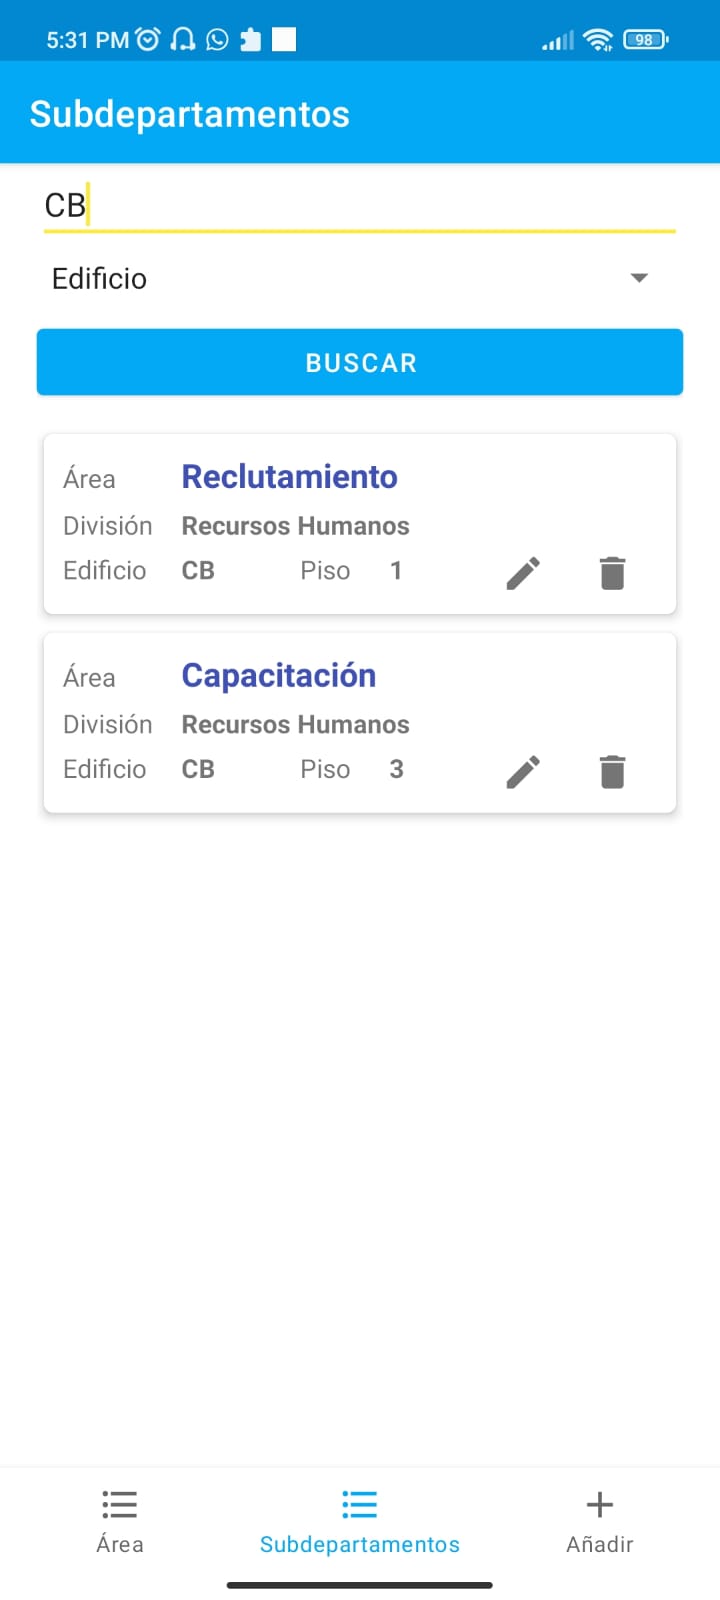 5:31 PM 98
Subdepartamentos
CB
Edificio
BUSCAR
Área Reclutamiento
División Recursos Humanos
Edificio CB Piso 1
Área Capacitación
División Recursos Humanos
Edificio CB Piso 3
Área Subdepartamentos Añadir